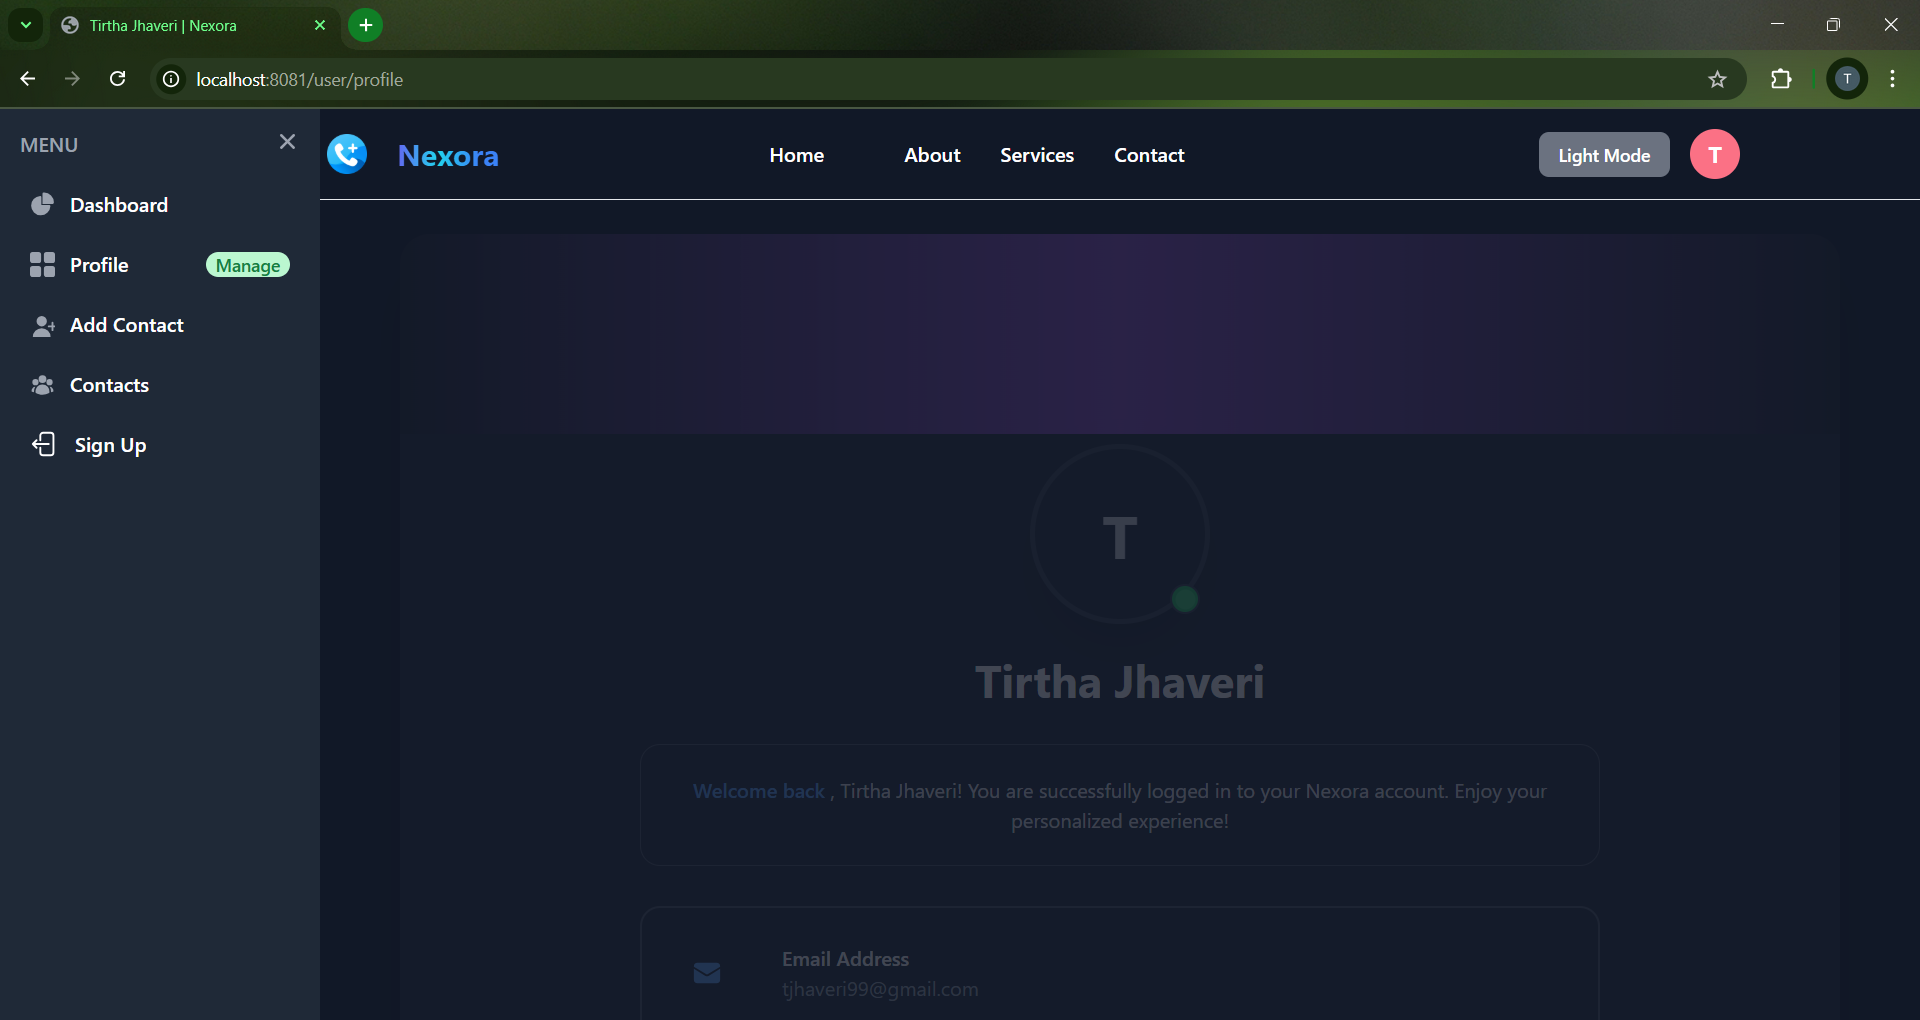 Tirtha Jhaveri | Nexora
localhost:8081/user/profile
T
MENU
Dashboard
Profile Manage
Add Contact
Contacts
Sign Up
Nexora Home About Services Contact Light Mode T
T
Tirtha Jhaveri
Welcome back , Tirtha Jhaveri! You are successfully logged in to your Nexora account. Enjoy your
personalized experience!
Email Address
tjhaveri99@gmail.com